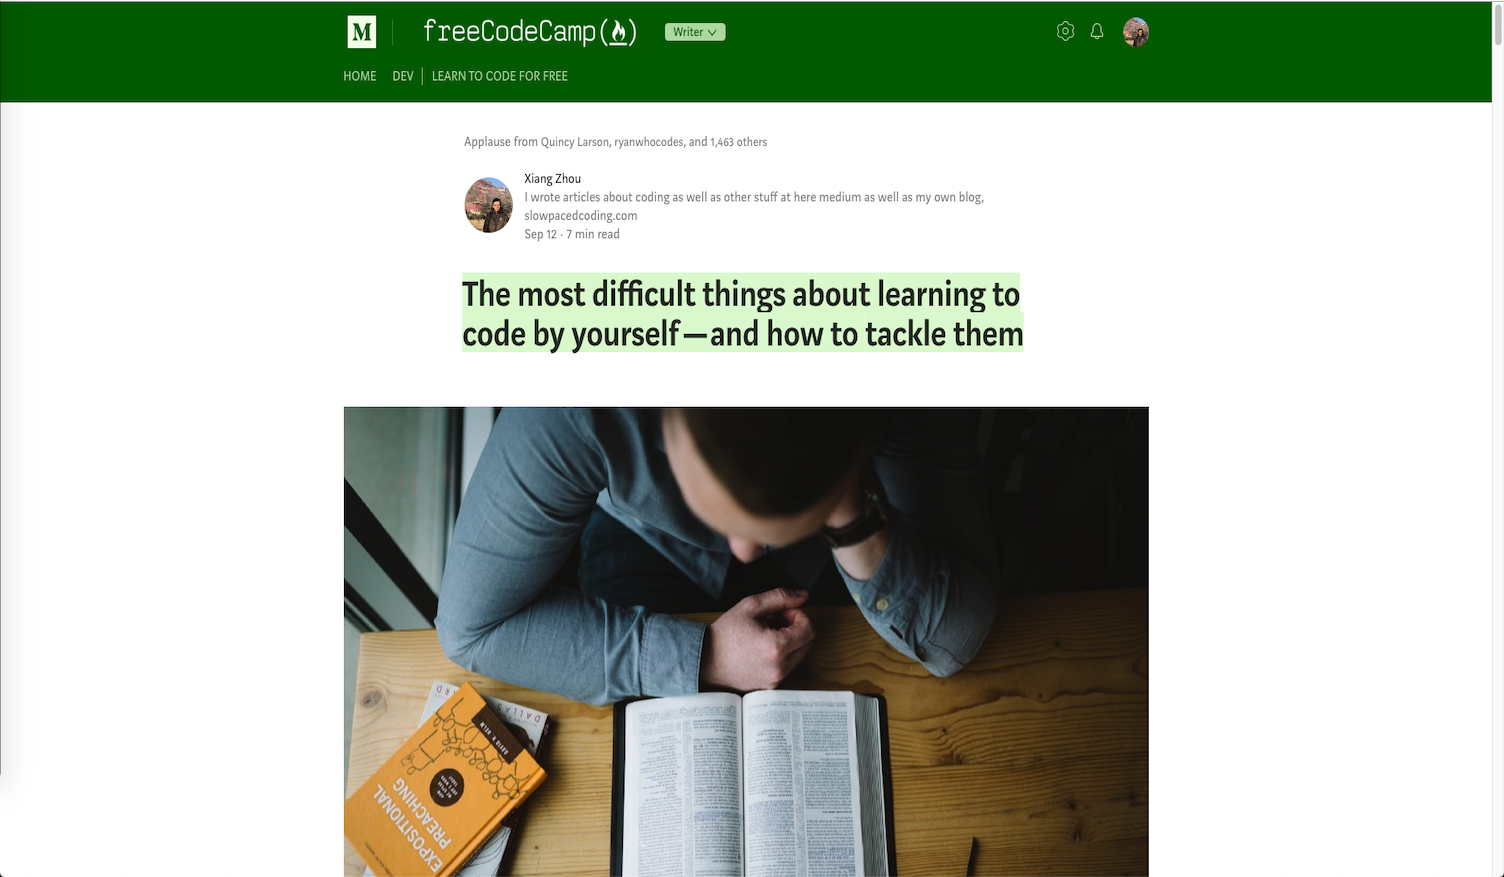 M
freeCodeCamp(
)
Writer
HOME
DEV
LEARN TO CODE FOR FREE
Applause from Quincy Larson, ryanwhocodes, and 1,463 others
Xiang Zhou
I wrote articles about coding as well as other stuff at here medium as well as my own blog,
slowpacedcoding.com
Sep 12 · 7 min read
The most difficult things about learning to
code by yourself — and how to tackle them
DALLAS
DAVID R. HELM
EXPOSITIONAL
PREACHING